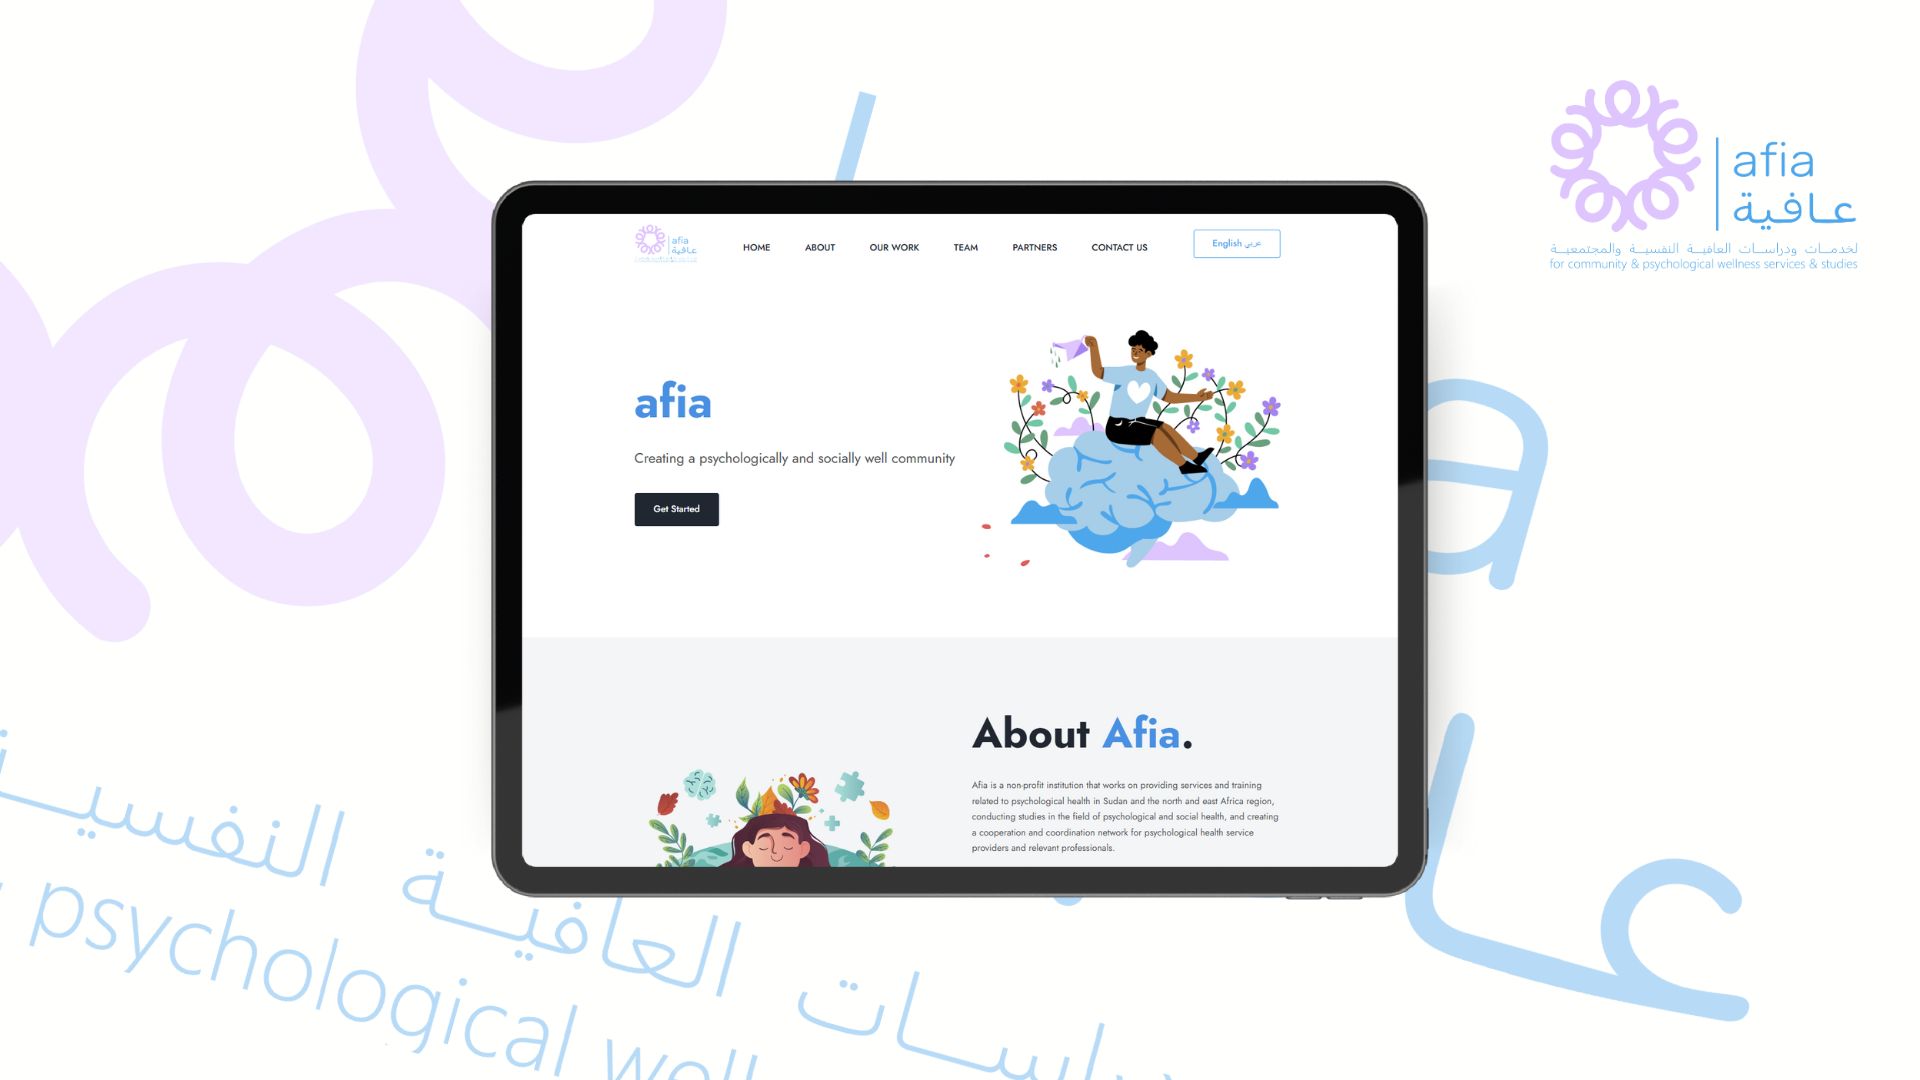 afia
عافية
لخدمات ودراسات العافية النفسية والمجتمعية
for community & psychological wellness services & studies
afia
عافية
HOME
ABOUT
OUR WORK
TEAM
PARTNERS
CONTACT US
English عربي
afia
Creating a psychologically and socially well community
Get Started
About Afia.
Afia is a non-profit institution that works on providing services and training
related to psychological health in Sudan and the north and east Africa region,
conducting studies in the field of psychological and social health, and creating
a cooperation and coordination network for psychological health service
providers and relevant professionals.
العافية
psychological